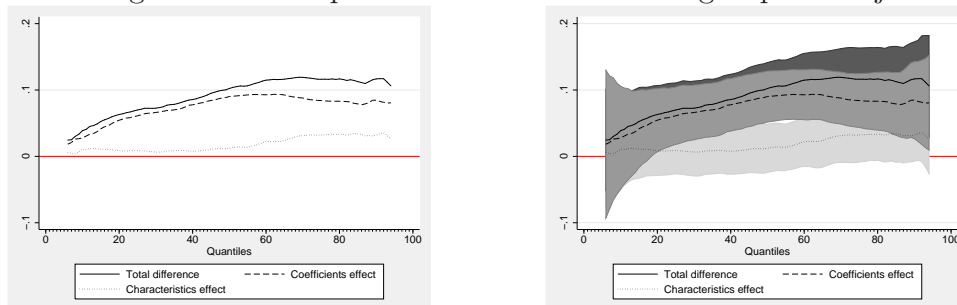 .2
.1
0
-.1
0 20 40 60 80 100
Quantiles
Total difference Coefficients effect
Characteristics effect
.2
.1
0
-.1
0 20 40 60 80 100
Quantiles
Total difference Coefficients effect
Characteristics effect